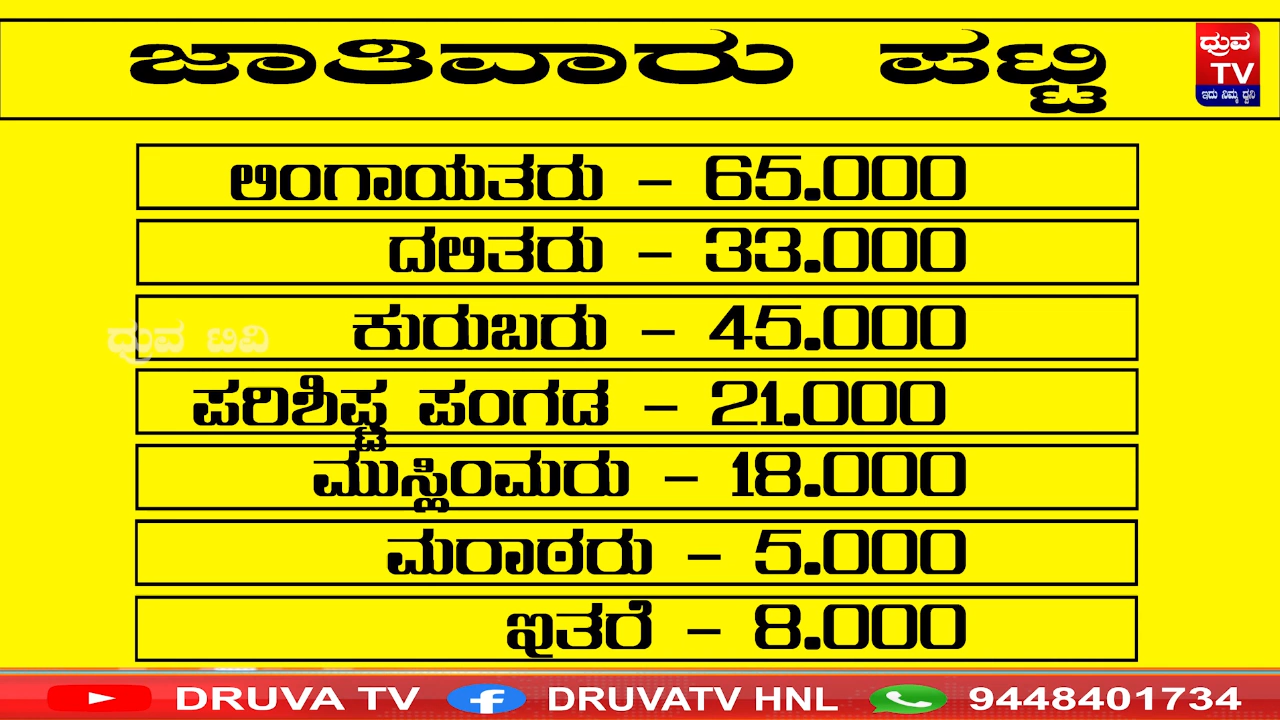 ಜಾತಿವಾರು ಪಟ್ಟಿ
ಧ್ರುವ
TV
ಇದು ನಿಮ್ಮ ಧ್ವನಿ
ಲಿಂಗಾಯತರು - 65.000
ದಲಿತರು - 33.000
ಕುರುಬರು - 45.000
ಧ್ರುವ ಟಿವಿ
ಪರಿಶಿಷ್ಟ ಪಂಗಡ - 21.000
ಮುಸ್ಲಿಂಮರು - 18.000
ಮರಾಠರು - 5.000
ಇತರೆ - 8.000
DRUVA TV DRUVATV HNL 9448401734